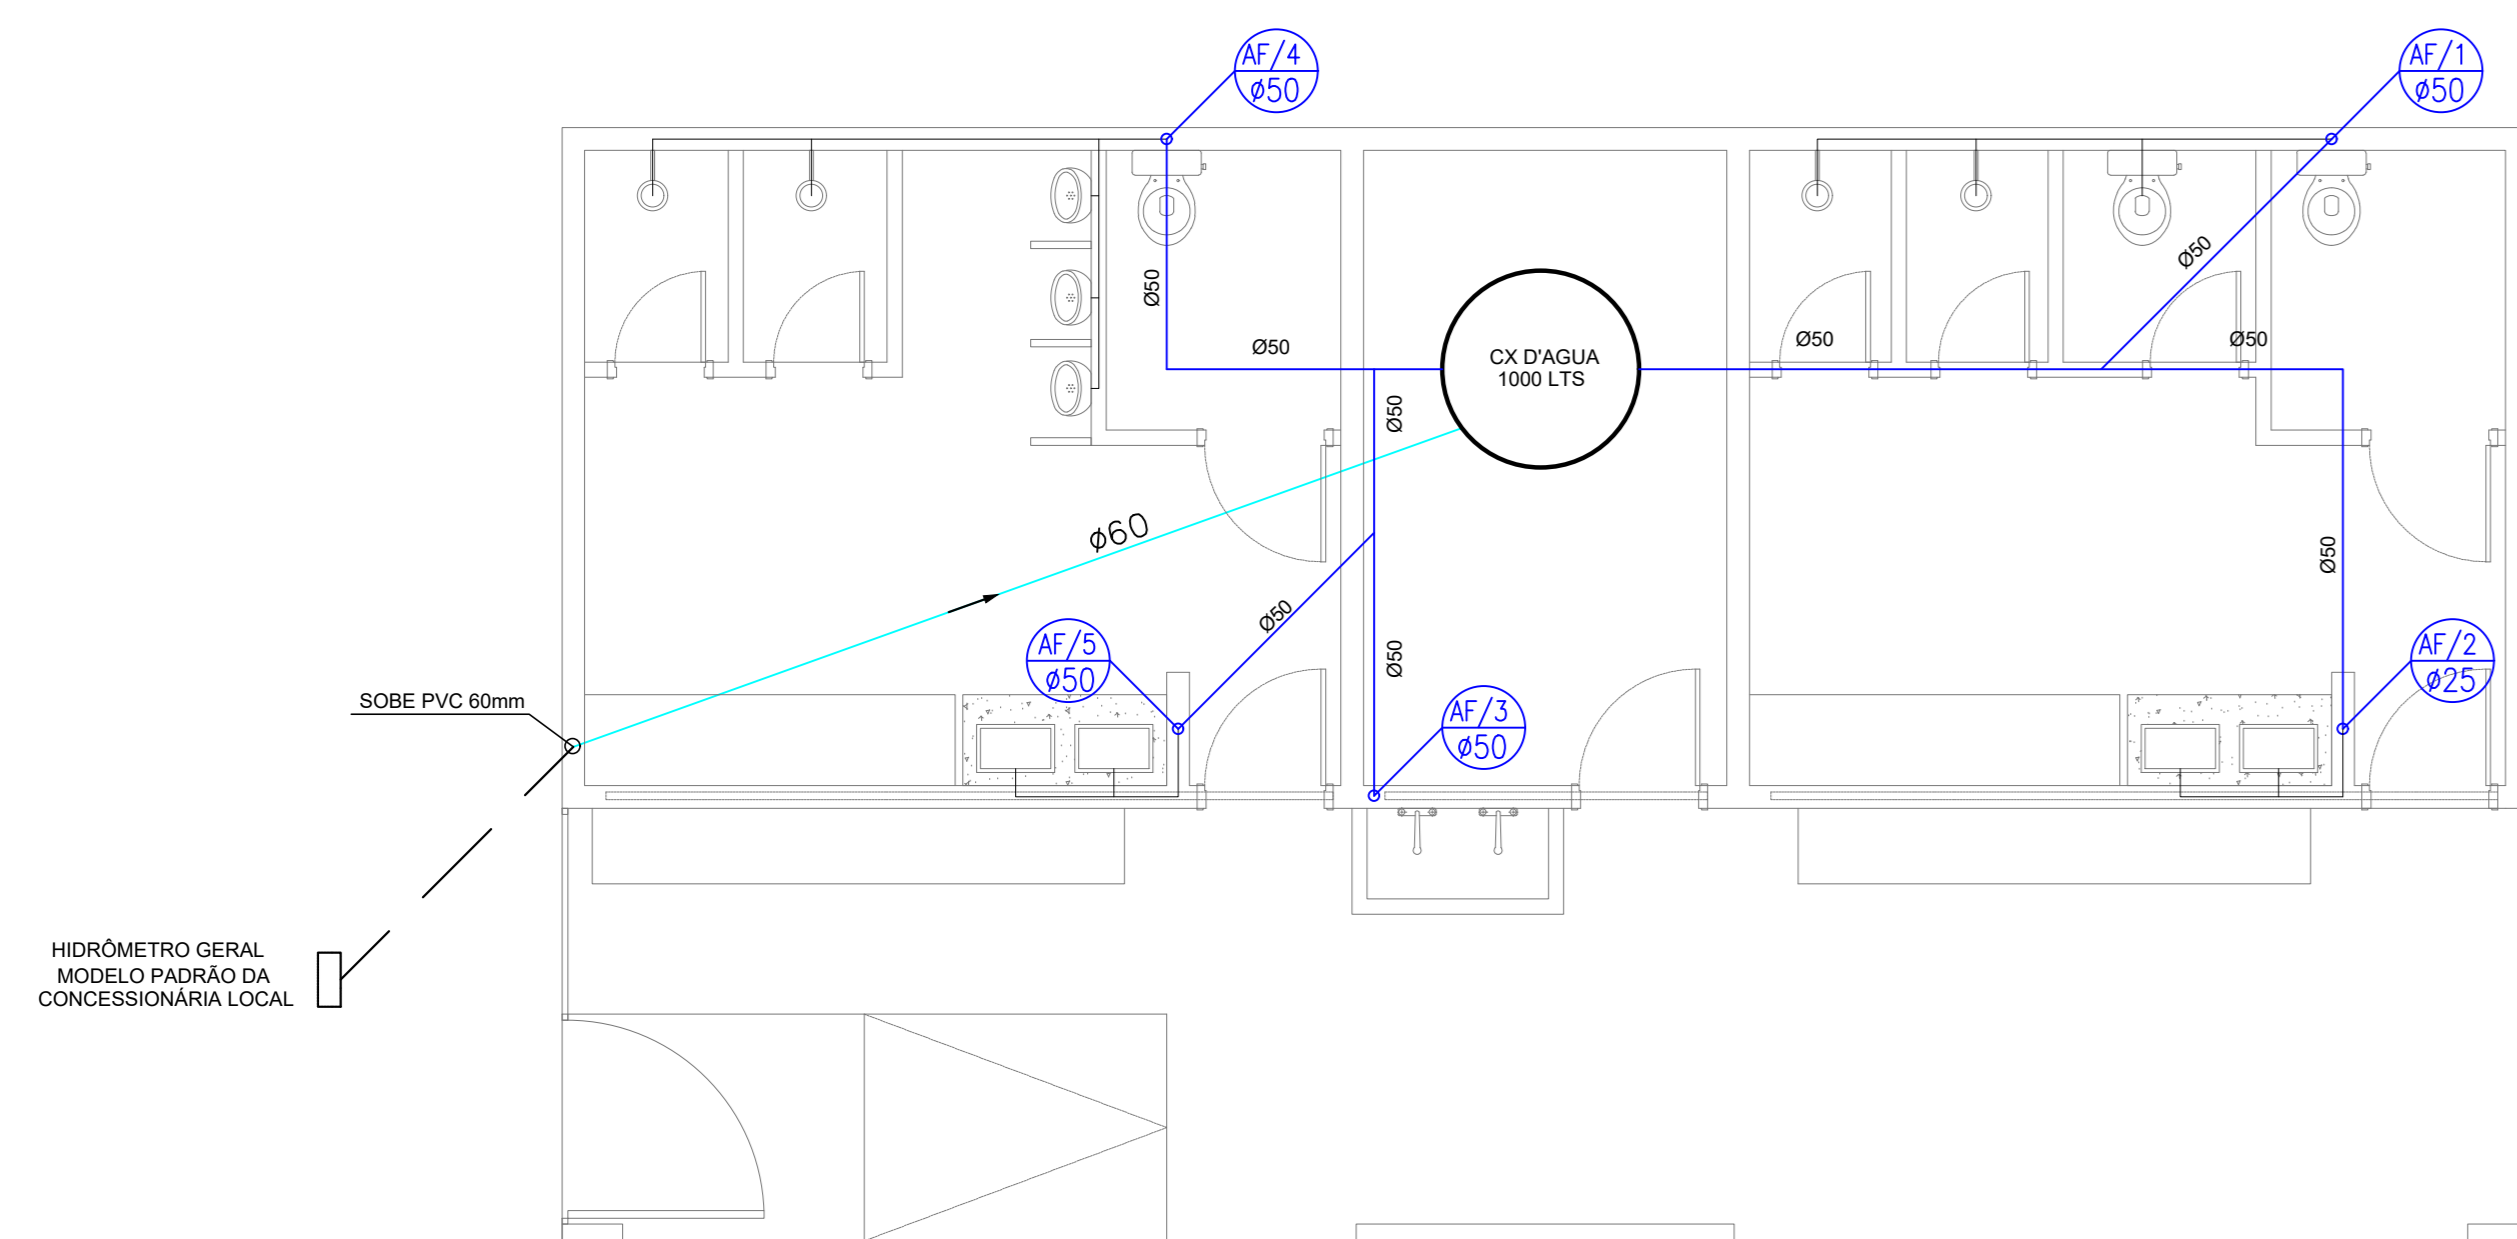 AF/4
ø50
AF/1
ø50
Ø50
Ø50
Ø50
CX D'AGUA
1000 LTS
Ø50
Ø50
Ø50
ø60
Ø50
Ø50
Ø50
AF/5
ø50
AF/2
ø25
SOBE PVC 60mm
AF/3
ø50
HIDRÔMETRO GERAL
MODELO PADRÃO DA
CONCESSIONÁRIA LOCAL